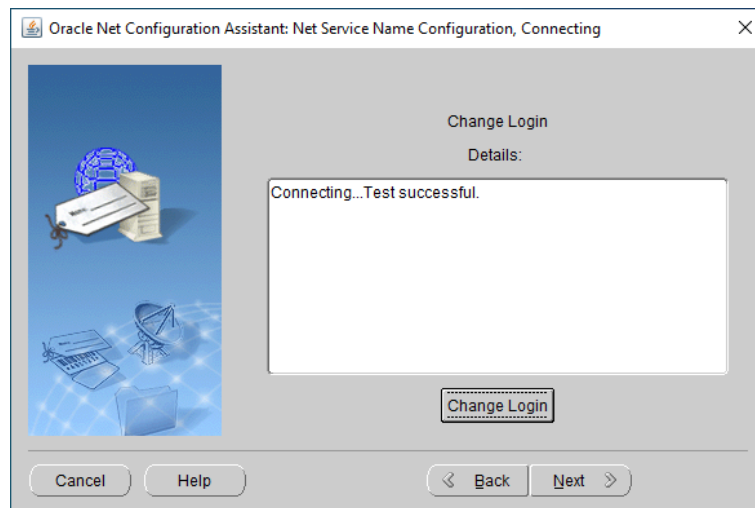 Oracle Net Configuration Assistant: Net Service Name Configuration, Connecting
Change Login
Details:
Connecting...Test successful.
Change Login
Cancel
Help
Back
Next